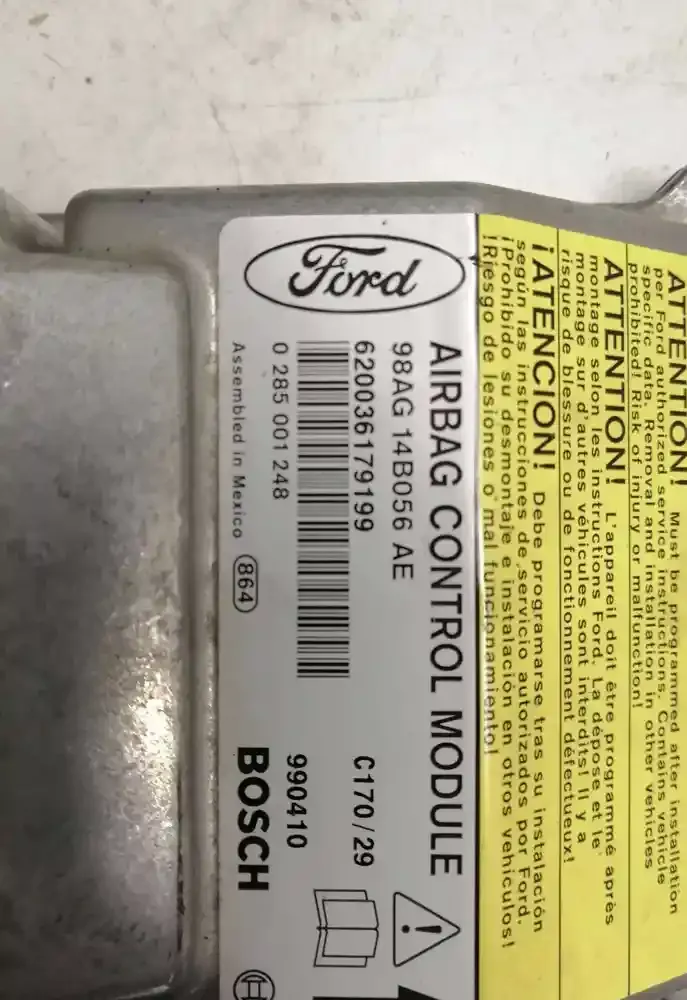 ATTENTION! Must be programmed after installation
per Ford authorized service instructions. Contains vehicle
specific data. Removal and installation in other vehicles
prohibited! Risk of injury or malfunction!
ATTENTION! L'appareil doit être programmé après
montage selon les instructions Ford. La dépose et le
montage sur d'autres véhicules sont interdits! Il y a
risque de blessure ou de fonctionnement défectueux!
¡ATENCION! Debe programarse tras su instalación
según las instrucciones de servicio autorizados por Ford.
¡Prohibido su desmontaje e instalación en otros vehículos!
!Riesgo de lesiones o mal funcionamiento!
Ford
AIRBAG CONTROL MODULE
98AG 14B056 AE
C170/29
620036179199
0 285 001 248
990410
Assembled in Mexico 864
BOSCH